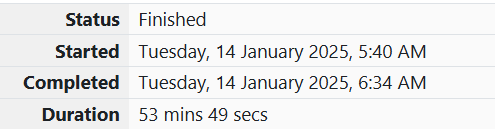 Status Finished
Started Tuesday, 14 January 2025, 5:40 AM
Completed Tuesday, 14 January 2025, 6:34 AM
Duration 53 mins 49 secs